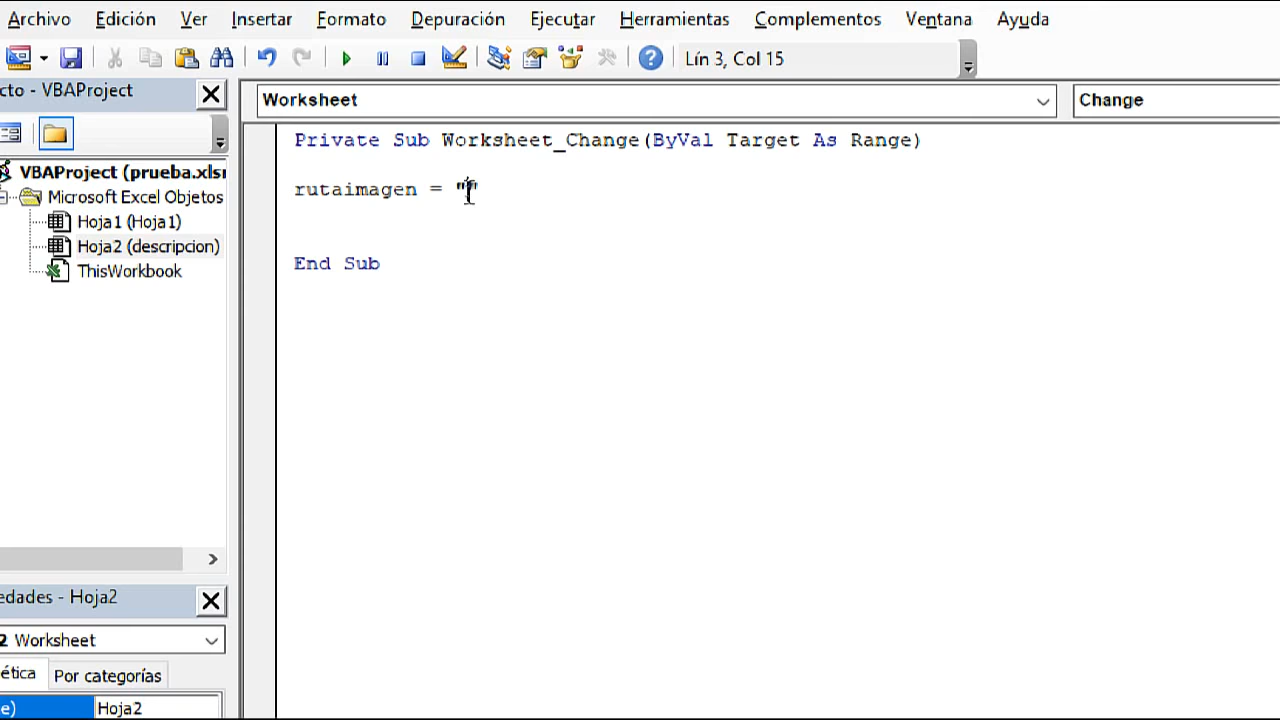 Archivo Edición Ver Insertar Formato Depuración Ejecutar Herramientas Complementos Ventana Ayuda
Lín 3, Col 15
cto - VBAProject
Worksheet
Change
VBAProject (prueba.xlsr
Microsoft Excel Objetos
Hoja1 (Hoja1)
Hoja2 (descripcion)
ThisWorkbook
Private Sub Worksheet_Change(ByVal Target As Range)
rutaimagen = ""
End Sub
edades - Hoja2
2 Worksheet
ética Por categorías
e) Hoja2